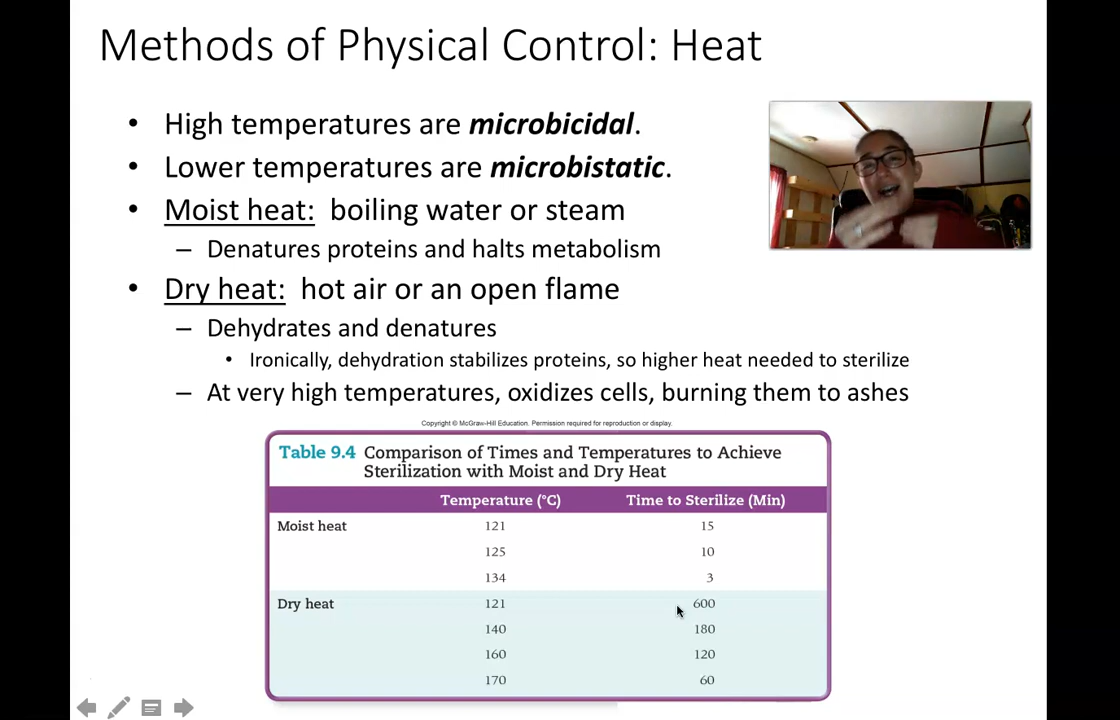 Methods of Physical Control: Heat
• High temperatures are microbicidal.
• Lower temperatures are microbistatic.
• Moist heat: boiling water or steam
– Denatures proteins and halts metabolism
• Dry heat: hot air or an open flame
– Dehydrates and denatures
• Ironically, dehydration stabilizes proteins, so higher heat needed to sterilize
– At very high temperatures, oxidizes cells, burning them to ashes
Copyright © McGraw-Hill Education. Permission required for reproduction or display.
Table 9.4 Comparison of Times and Temperatures to Achieve
Sterilization with Moist and Dry Heat
Temperature (°C) Time to Sterilize (Min)
Moist heat 121 15
125 10
134 3
Dry heat 121 600
140 180
160 120
170 60